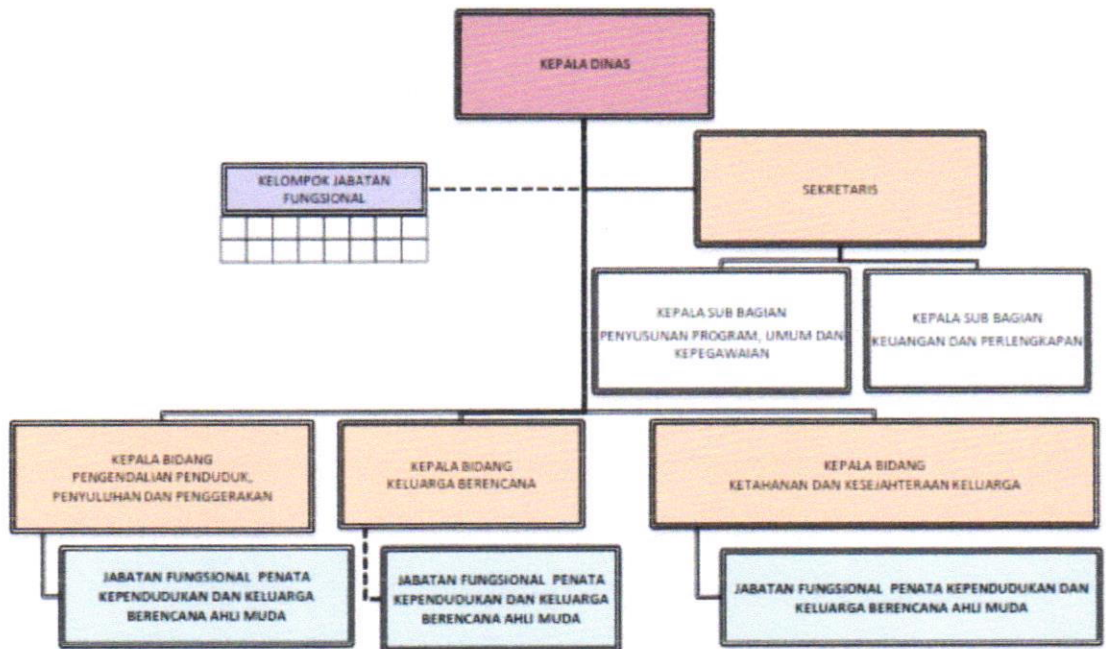 KEPALA DINAS
KELOMPOK JABATAN
FUNGSIONAL
SEKRETARIS
KEPALA SUB BAGIAN
PENYUSUNAN PROGRAM, UMUM DAN
KEPEGAWAIAN
KEPALA SUB BAGIAN
KEUANGAN DAN PERLENGKAPAN
KEPALA BIDANG
PENGENDALIAN PENDUDUK,
PENYULUHAN DAN PENGGERAKAN
KEPALA BIDANG
KELUARGA BERENCANA
KEPALA BIDANG
KETAHANAN DAN KESEJAHTERAAN KELUARGA
JABATAN FUNGSIONAL PENATA
KEPENDUDUKAN DAN KELUARGA
BERENCANA AHLI MUDA
JABATAN FUNGSIONAL PENATA
KEPENDUDUKAN DAN KELUARGA
BERENCANA AHLI MUDA
JABATAN FUNGSIONAL PENATA KEPENDUDUKAN DAN
KELUARGA BERENCANA AHLI MUDA